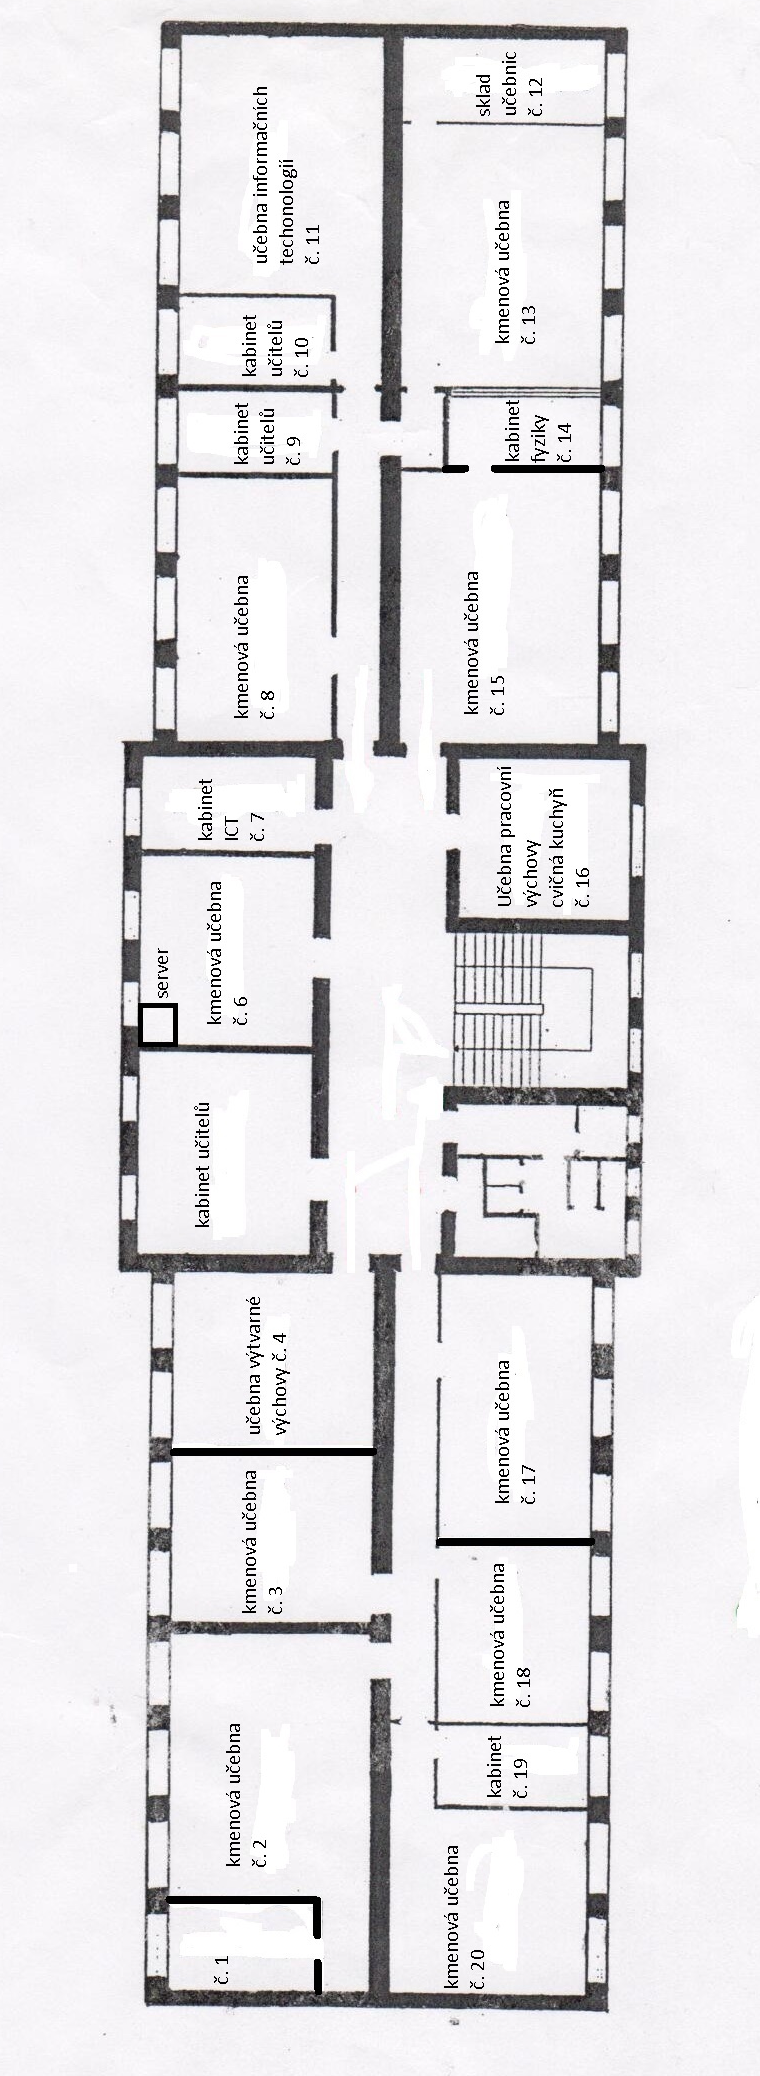 č. 1
kmenová učebna
č. 2
kmenová učebna
č. 3
učebna výtvarné
výchovy č. 4
kabinet učitelů
server
kmenová učebna
č. 6
kabinet
ICT
č. 7
kmenová učebna
č. 8
kabinet
učitelů
č. 9
kabinet
učitelů
č. 10
učebna informačních
techonologií
č. 11
sklad
učebnic
č. 12
kmenová učebna
č. 13
kabinet
fyziky
č. 14
kmenová učebna
č. 15
Učebna pracovní
výchovy
cvičná kuchyň
č. 16
kmenová učebna
č. 17
kmenová učebna
č. 18
kabinet
č. 19
kmenová učebna
č. 20